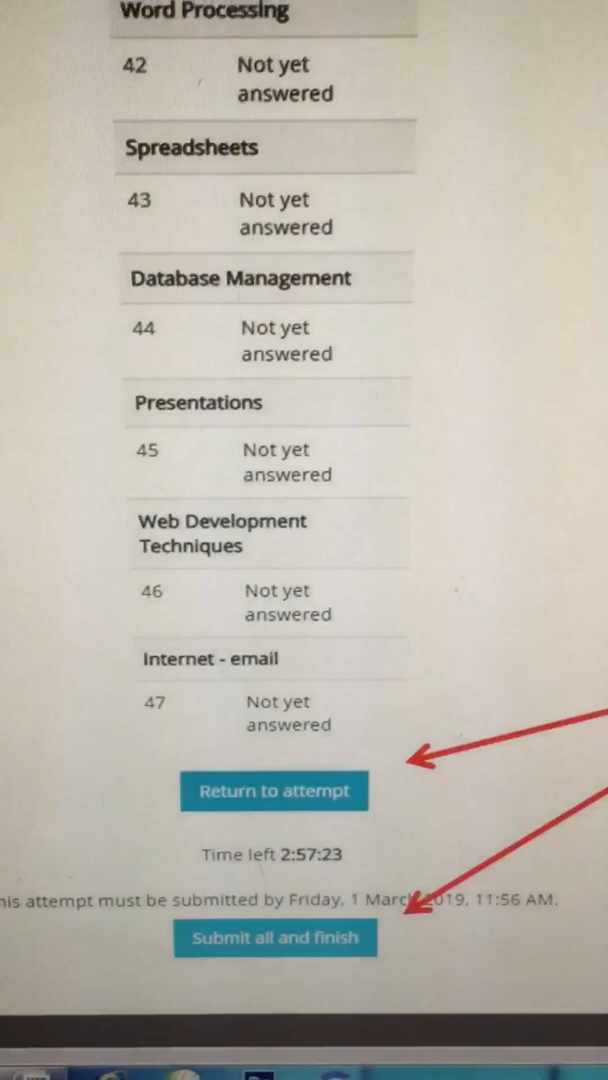 Word Processing
42 Not yet
answered
Spreadsheets
43 Not yet
answered
Database Management
44 Not yet
answered
Presentations
45 Not yet
answered
Web Development
Techniques
46 Not yet
answered
Internet - email
47 Not yet
answered
Return to attempt
Time left 2:57:23
his attempt must be submitted by Friday, 1 March 2019, 11:56 AM.
Submit all and finish